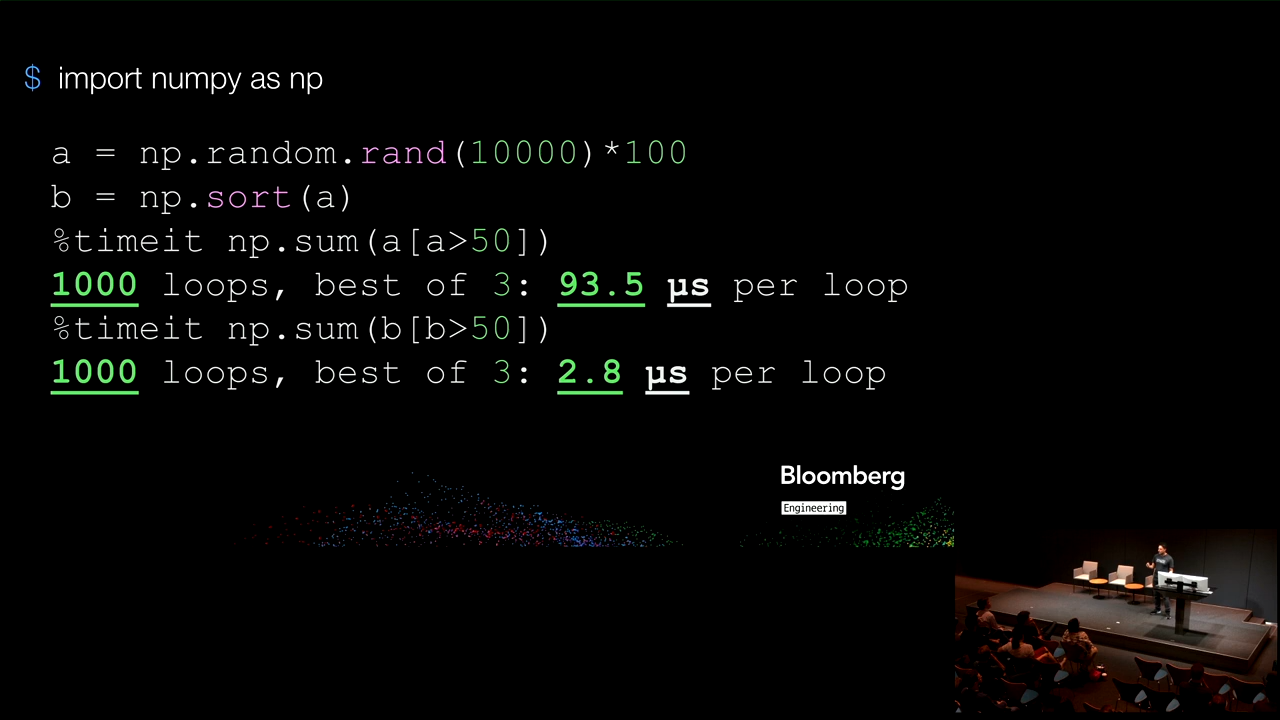 $ import numpy as np
a = np.random.rand(10000)*100
b = np.sort(a)
%timeit np.sum(a[a>50])
1000 loops, best of 3: 93.5 µs per loop
%timeit np.sum(b[b>50])
1000 loops, best of 3: 2.8 µs per loop
Bloomberg
Engineering